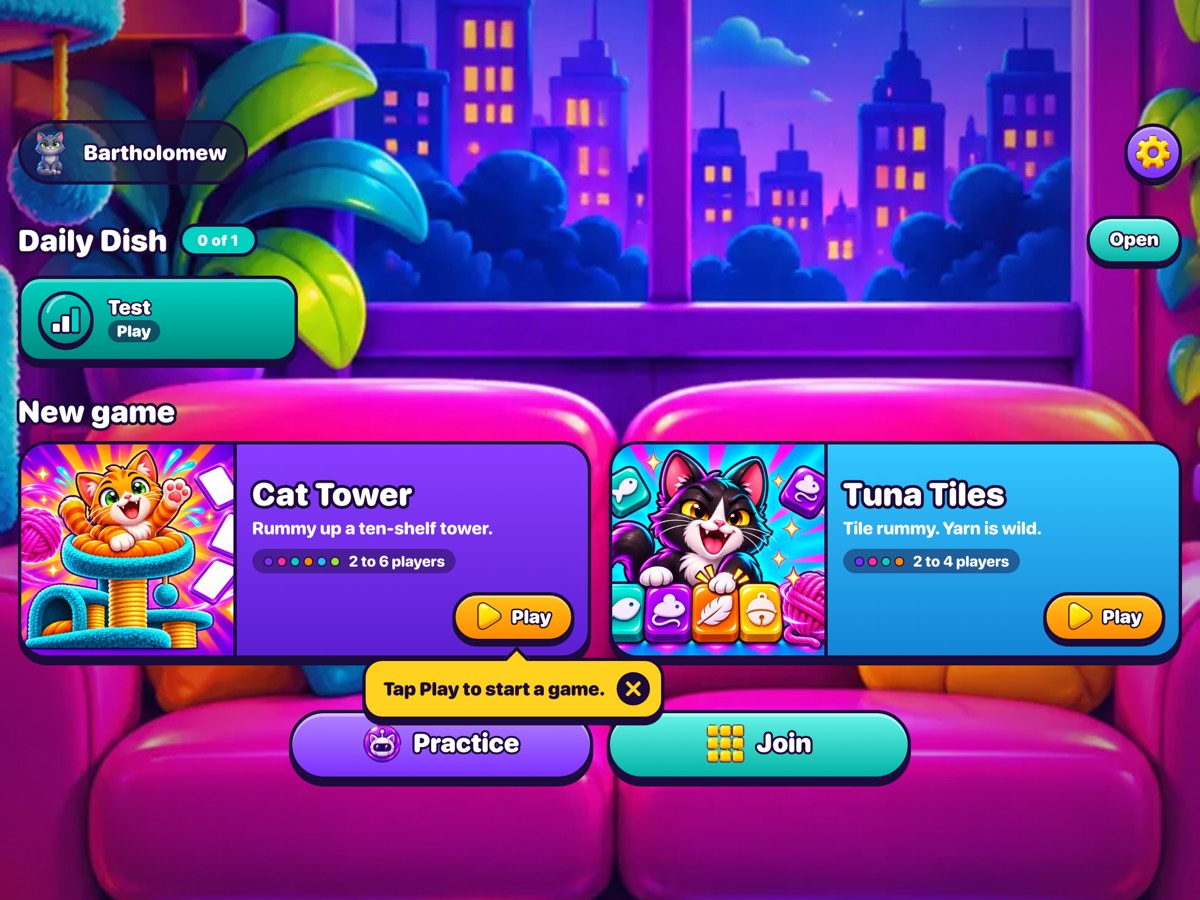 Bartholomew
Daily Dish
0 of 1
Open
Test
Play
New game
Cat Tower
Rummy up a ten-shelf tower.
2 to 6 players
Play
Tuna Tiles
Tile rummy. Yarn is wild.
2 to 4 players
Play
Tap Play to start a game.
Practice
Join